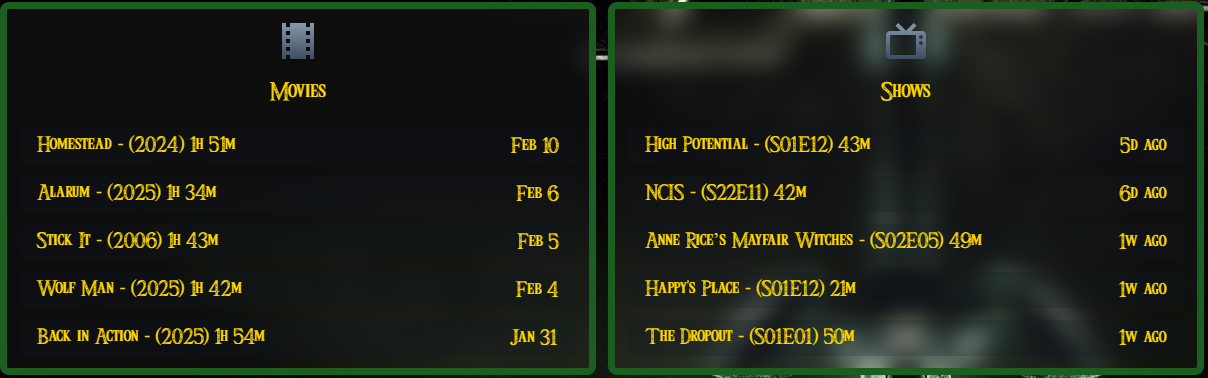 Movies
Homestead - (2024) 1h 51m Feb 10
Alarum - (2025) 1h 34m Feb 6
Stick It - (2006) 1h 43m Feb 5
Wolf Man - (2025) 1h 42m Feb 4
Back in Action - (2025) 1h 54m Jan 31
Shows
High Potential - (S01E12) 43m 5d ago
NCIS - (S22E11) 42m 6d ago
Anne Rice's Mayfair Witches - (S02E05) 49m 1w ago
Happy's Place - (S01E12) 21m 1w ago
The Dropout - (S01E01) 50m 1w ago